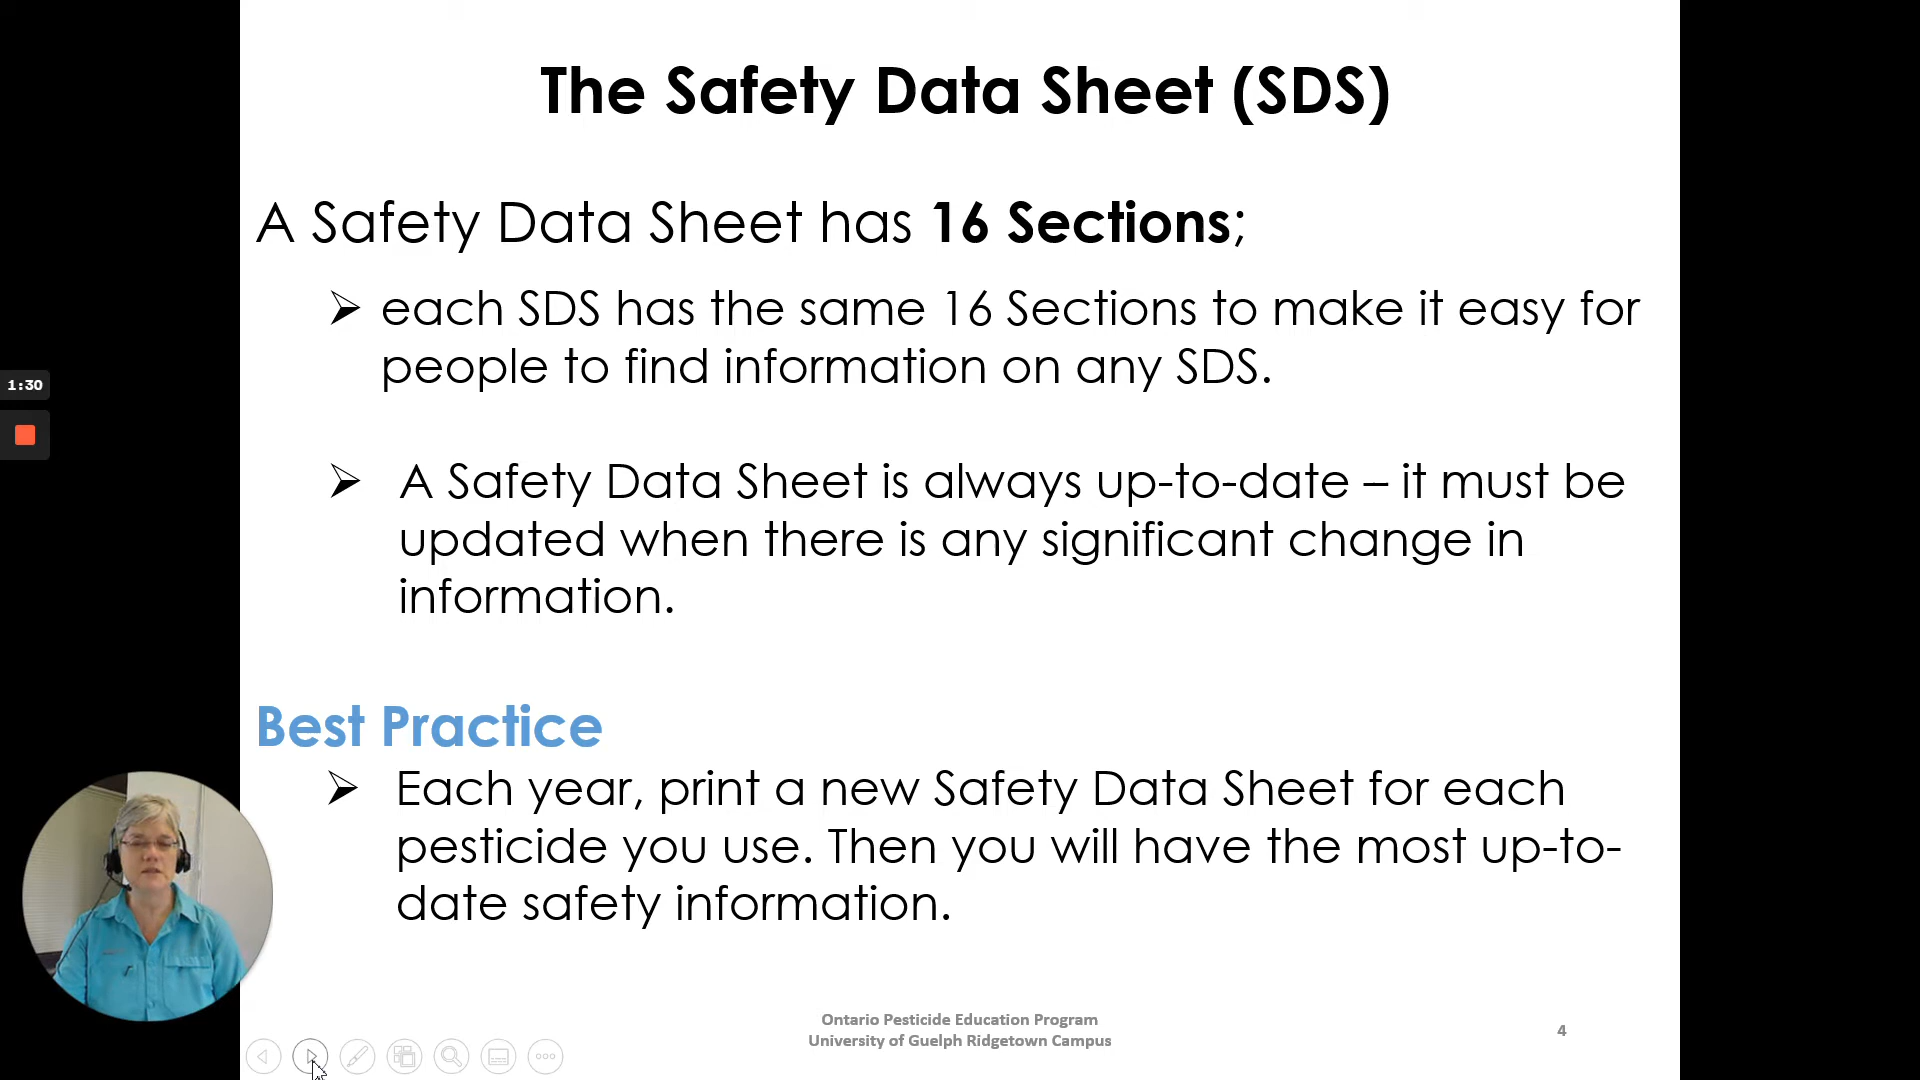 The Safety Data Sheet (SDS)
A Safety Data Sheet has 16 Sections;
each SDS has the same 16 Sections to make it easy for
people to find information on any SDS.
A Safety Data Sheet is always up-to-date – it must be
updated when there is any significant change in
information.
1:30
Best Practice
Each year, print a new Safety Data Sheet for each
pesticide you use. Then you will have the most up-to-
date safety information.
Ontario Pesticide Education Program
University of Guelph Ridgetown Campus
4